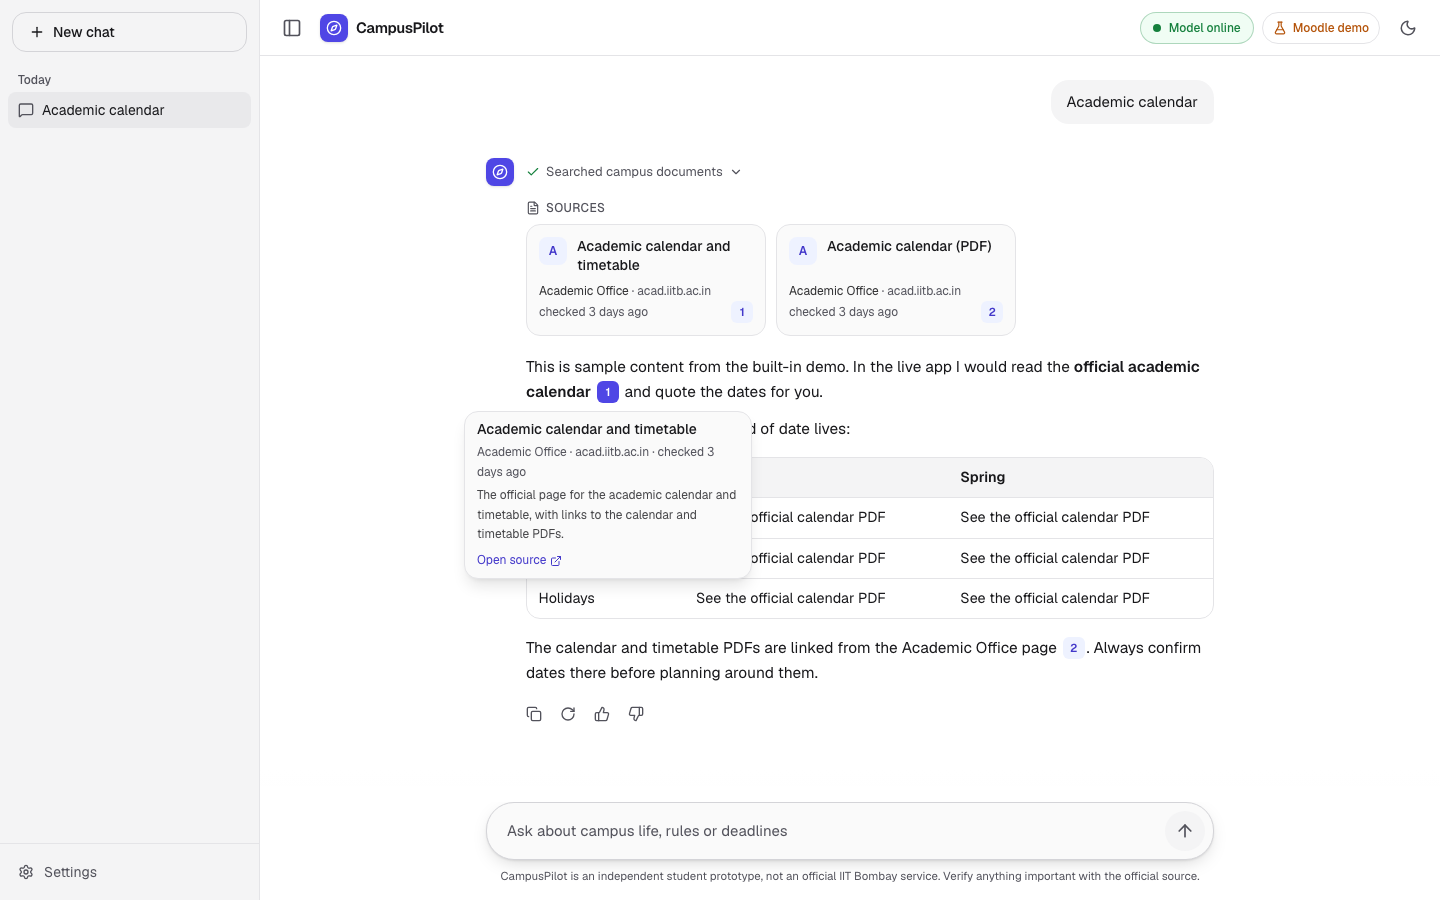 New chat
Today
Academic calendar
Settings
CampusPilot
Model online
Moodle demo
Academic calendar
Searched campus documents
SOURCES
A
Academic calendar and
timetable
Academic Office · acad.iitb.ac.in
checked 3 days ago
1
A
Academic calendar (PDF)
Academic Office · acad.iitb.ac.in
checked 3 days ago
2
This is sample content from the built-in demo. In the live app I would read the official academic
calendar 1 and quote the dates for you.
Academic calendar and timetable
Academic Office · acad.iitb.ac.in · checked 3
days ago
The official page for the academic calendar and
timetable, with links to the calendar and
timetable PDFs.
Open source
of date lives:
Spring
official calendar PDF See the official calendar PDF
official calendar PDF See the official calendar PDF
Holidays See the official calendar PDF See the official calendar PDF
The calendar and timetable PDFs are linked from the Academic Office page 2. Always confirm
dates there before planning around them.
Ask about campus life, rules or deadlines
CampusPilot is an independent student prototype, not an official IIT Bombay service. Verify anything important with the official source.